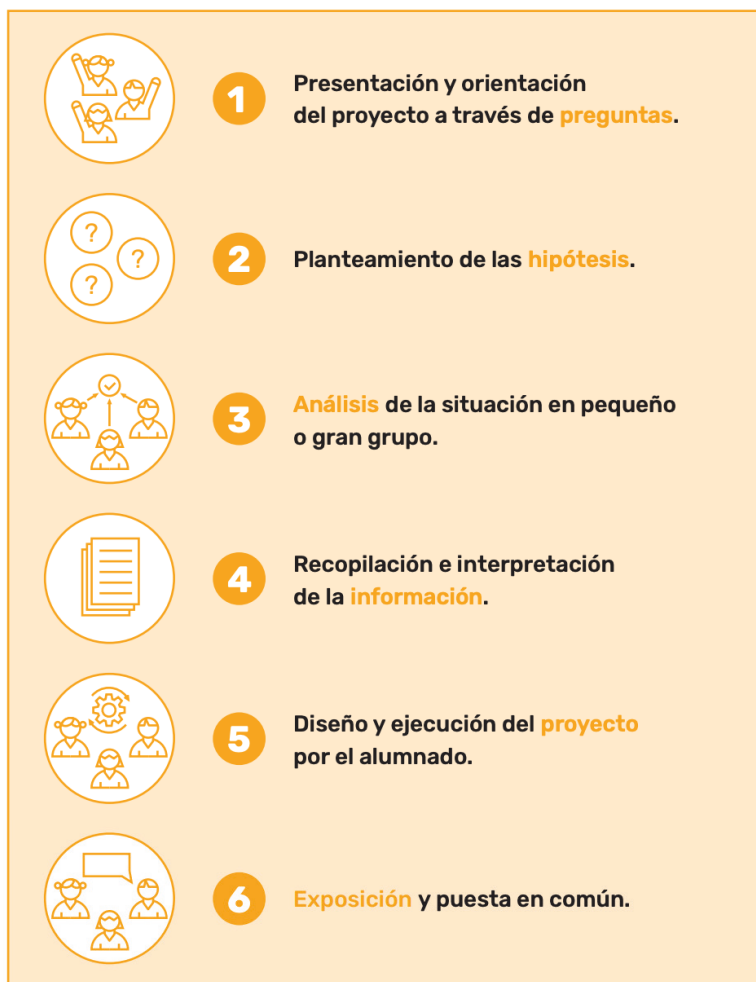 1
Presentación y orientación
del proyecto a través de preguntas.
?
?
?
2
Planteamiento de las hipótesis.
3
Análisis de la situación en pequeño
o gran grupo.
4
Recopilación e interpretación
de la información.
5
Diseño y ejecución del proyecto
por el alumnado.
6
Exposición y puesta en común.